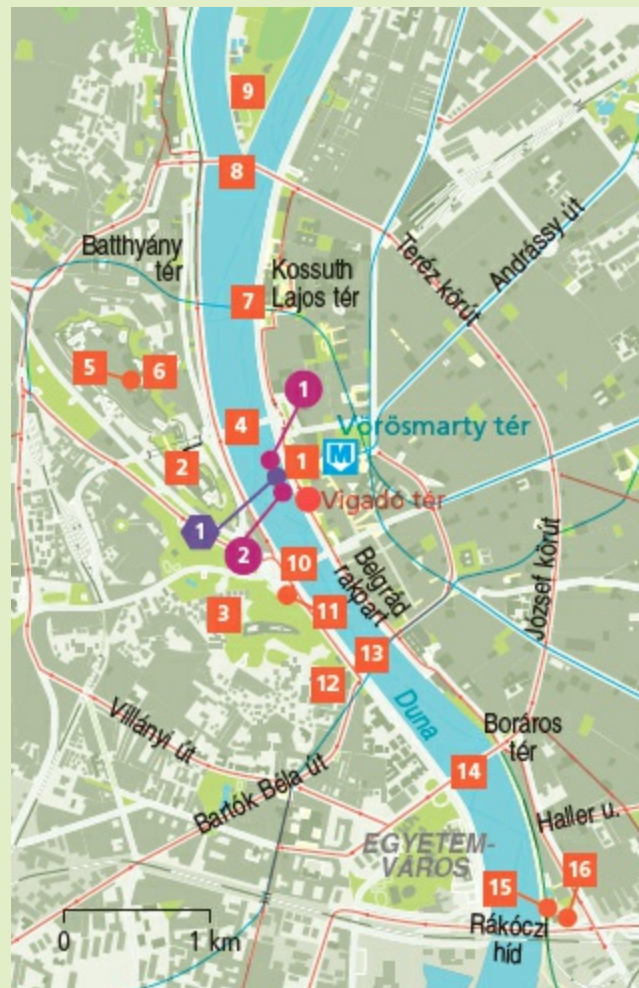 9
8
Batthyány
tér
Kossuth
Lajos tér
Teréz körút
Andrássy út
7
5
6
1
4
Vörösmarty tér
1
M
2
Vigadó tér
1
2
10
Belgrád
rakpart
József körút
3
11
13
12
Duna
Villányi út
Boráros
tér
14
Bartók Béla út
Haller u.
EGYETEM-
VÁROS
15
16
Rákóczi
híd
0
1 km